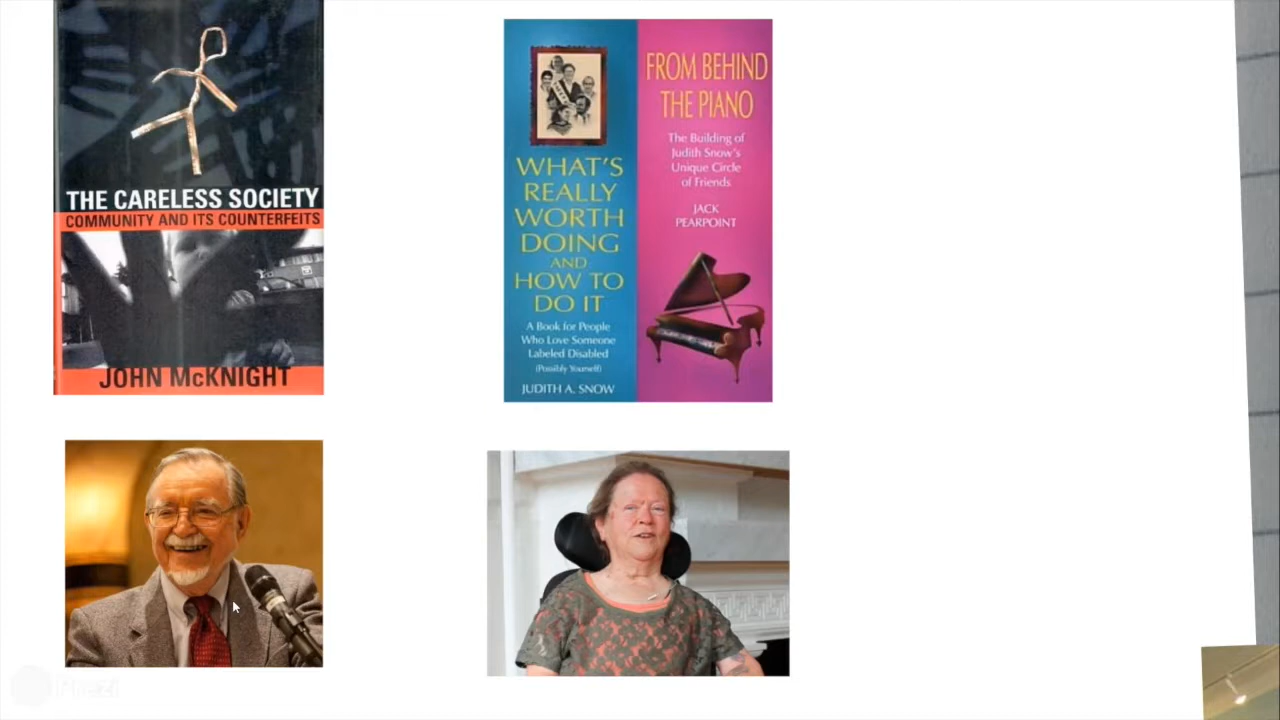 THE CARELESS SOCIETY
COMMUNITY AND ITS COUNTERFEITS
JOHN McKNIGHT
WHAT'S
REALLY
WORTH
DOING
AND
HOW TO
DO IT
A Book for People
Who Love Someone
Labeled Disabled
(Possibly Yourself)
JUDITH A. SNOW
FROM BEHIND
THE PIANO
The Building of
Judith Snow's
Unique Circle
of Friends
JACK
PEARPOINT
Prezi